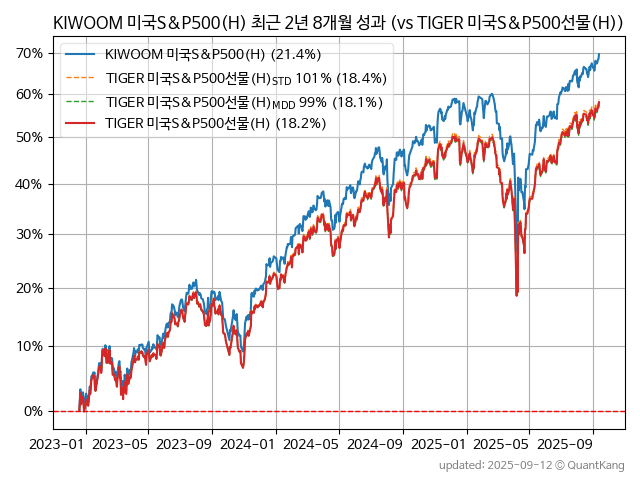 KIWOOM 미국S&P500(H) 최근 2년 8개월 성과 (vs TIGER 미국S&P500선물(H))
KIWOOM 미국S&P500(H) (21.4%)
TIGER 미국S&P500선물(H)STD 101% (18.4%)
TIGER 미국S&P500선물(H)MDD 99% (18.1%)
TIGER 미국S&P500선물(H) (18.2%)
70%
60%
50%
40%
30%
20%
10%
0%
2023-01 2023-05 2023-09 2024-01 2024-05 2024-09 2025-01 2025-05 2025-09
updated: 2025-09-12 © QuantKang